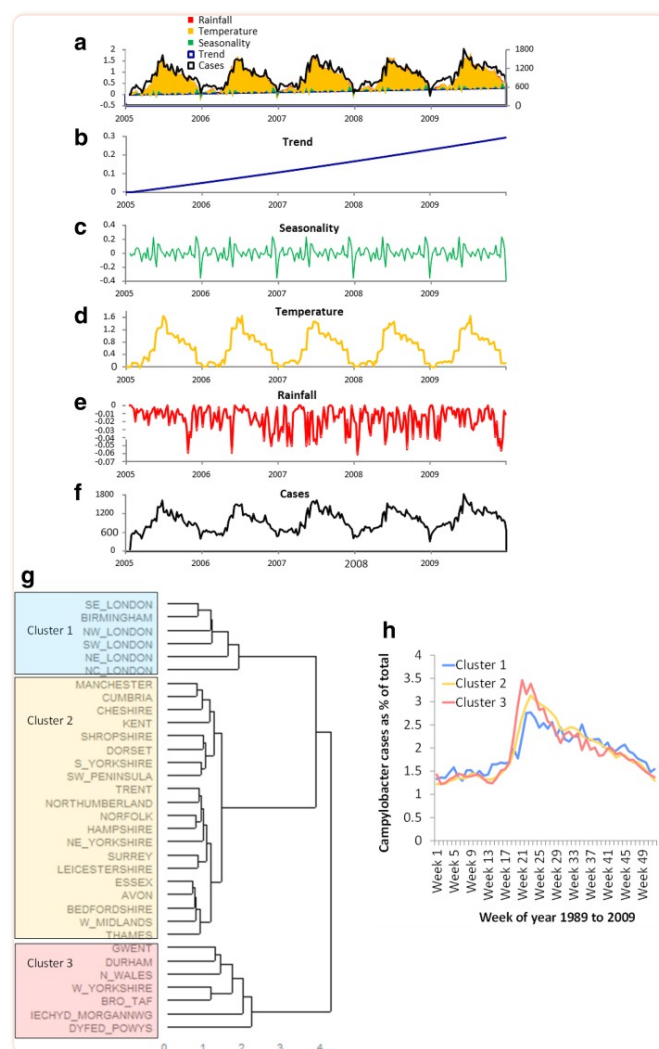 Rainfall
Temperature
Seasonality
Trend
Cases
a
2
1.5
1
0.5
0
-0.5
1800
1200
600
0
2005 2006 2007 2008 2009
b
Trend
0.3
0.2
0.1
0
2005 2006 2007 2008 2009
c
Seasonality
0.4
0.2
0
-0.2
-0.4
2005 2006 2007 2008 2009
d
Temperature
1.6
1.2
0.8
0.4
0
2005 2006 2007 2008 2009
e
Rainfall
0
-0.01
-0.02
-0.03
-0.04
-0.05
-0.06
-0.07
2005 2006 2007 2008 2009
f
Cases
1800
1200
600
0
2005 2006 2007 2008 2009
g
Cluster 1
SE_LONDON
BIRMINGHAM
NW_LONDON
SW_LONDON
NE_LONDON
NC_LONDON
Cluster 2
MANCHESTER
CUMBRIA
CHESHIRE
KENT
SHROPSHIRE
DORSET
S_YORKSHIRE
SW_PENINSULA
TRENT
NORTHUMBERLAND
NORFOLK
HAMPSHIRE
NE_YORKSHIRE
SURREY
LEICESTERSHIRE
ESSEX
AVON
BEDFORDSHIRE
W_MIDLANDS
THAMES
Cluster 3
GWENT
DURHAM
N_WALES
W_YORKSHIRE
BRO_TAF
IECHYD_MORGANNWG
DYFED_POWYS
0 1 2 3 4
h
Campylobacter cases as % of total
4
3.5
3
2.5
2
1.5
1
0.5
0
Cluster 1
Cluster 2
Cluster 3
Week 1
Week 5
Week 9
Week 13
Week 17
Week 21
Week 25
Week 29
Week 33
Week 37
Week 41
Week 45
Week 49
Week of year 1989 to 2009